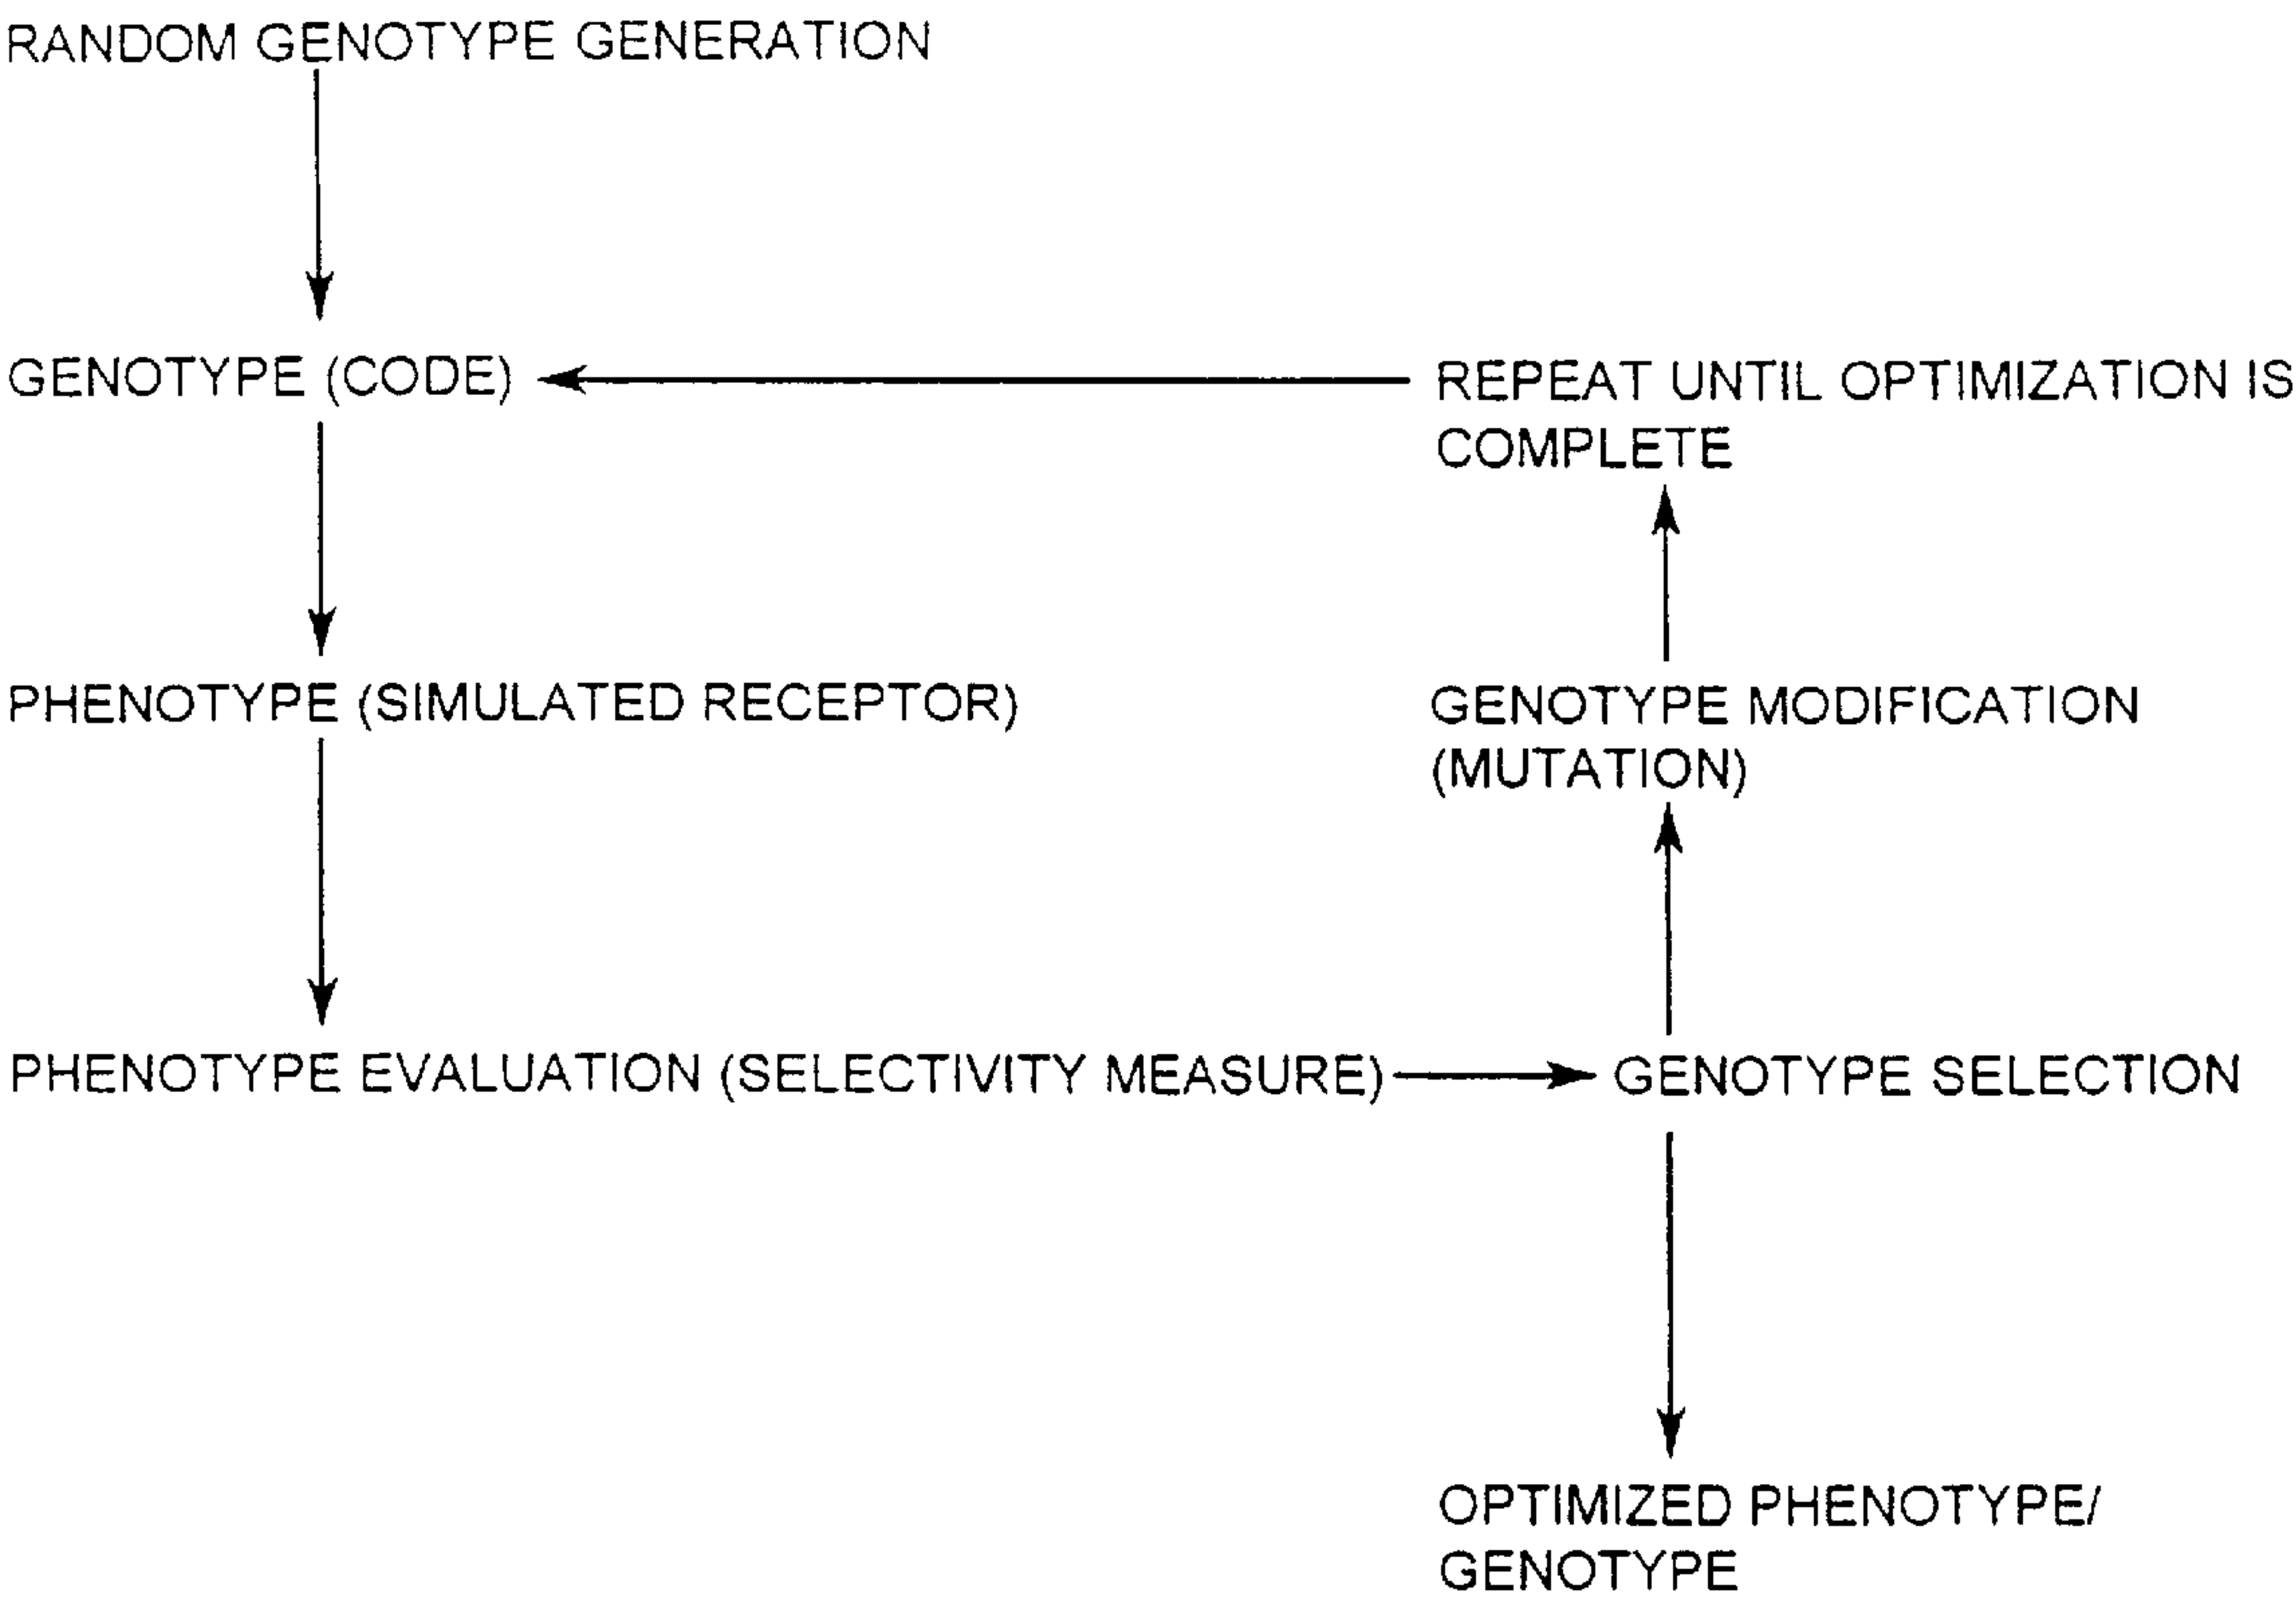 RANDOM GENOTYPE GENERATION
GENOTYPE (CODE)
REPEAT UNTIL OPTIMIZATION IS
COMPLETE
PHENOTYPE (SIMULATED RECEPTOR)
GENOTYPE MODIFICATION
(MUTATION)
PHENOTYPE EVALUATION (SELECTIVITY MEASURE)
GENOTYPE SELECTION
OPTIMIZED PHENOTYPE/
GENOTYPE